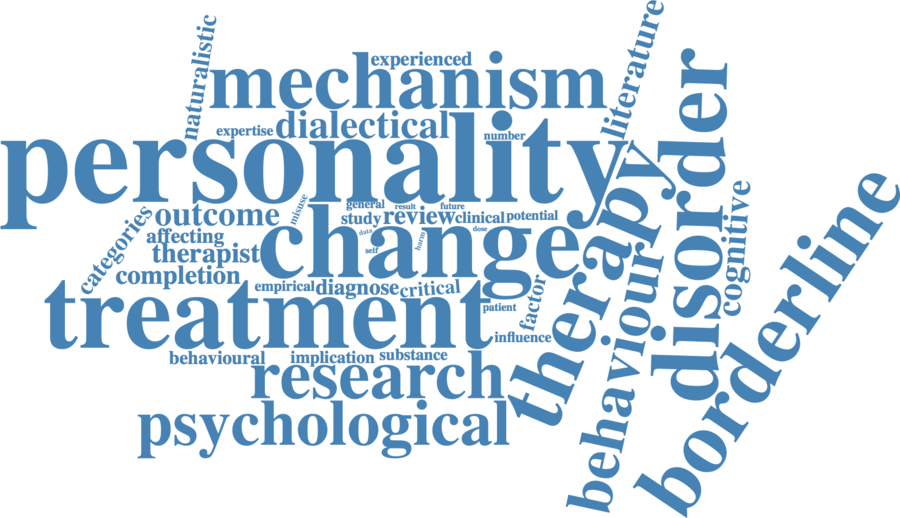 naturalistic
experienced
mechanism
literature
expertise
dialectical
number
disorder
personality
therapy
misuse
general
result
future
categories
outcome
study
review
clinical
potential
cognitive
affecting
data
harm
dose
borderline
therapist
change
self
behaviour
completion
empirical
diagnose
critical
factor
treatment
patient
influence
behavioural
implication
substance
research
psychological